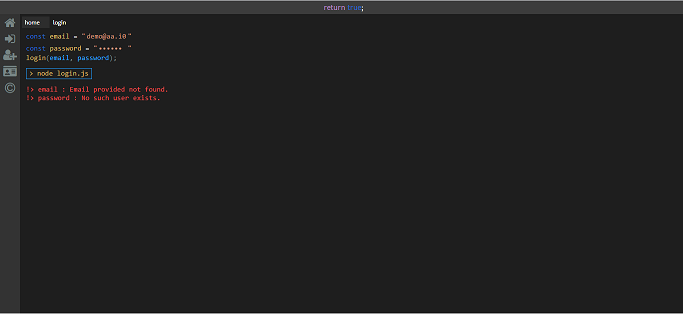 return true;
home login
const email = "demo@aa.i0"
const password = "•••••• "
login(email, password);
> node login.js
!> email : Email provided not found.
!> password : No such user exists.